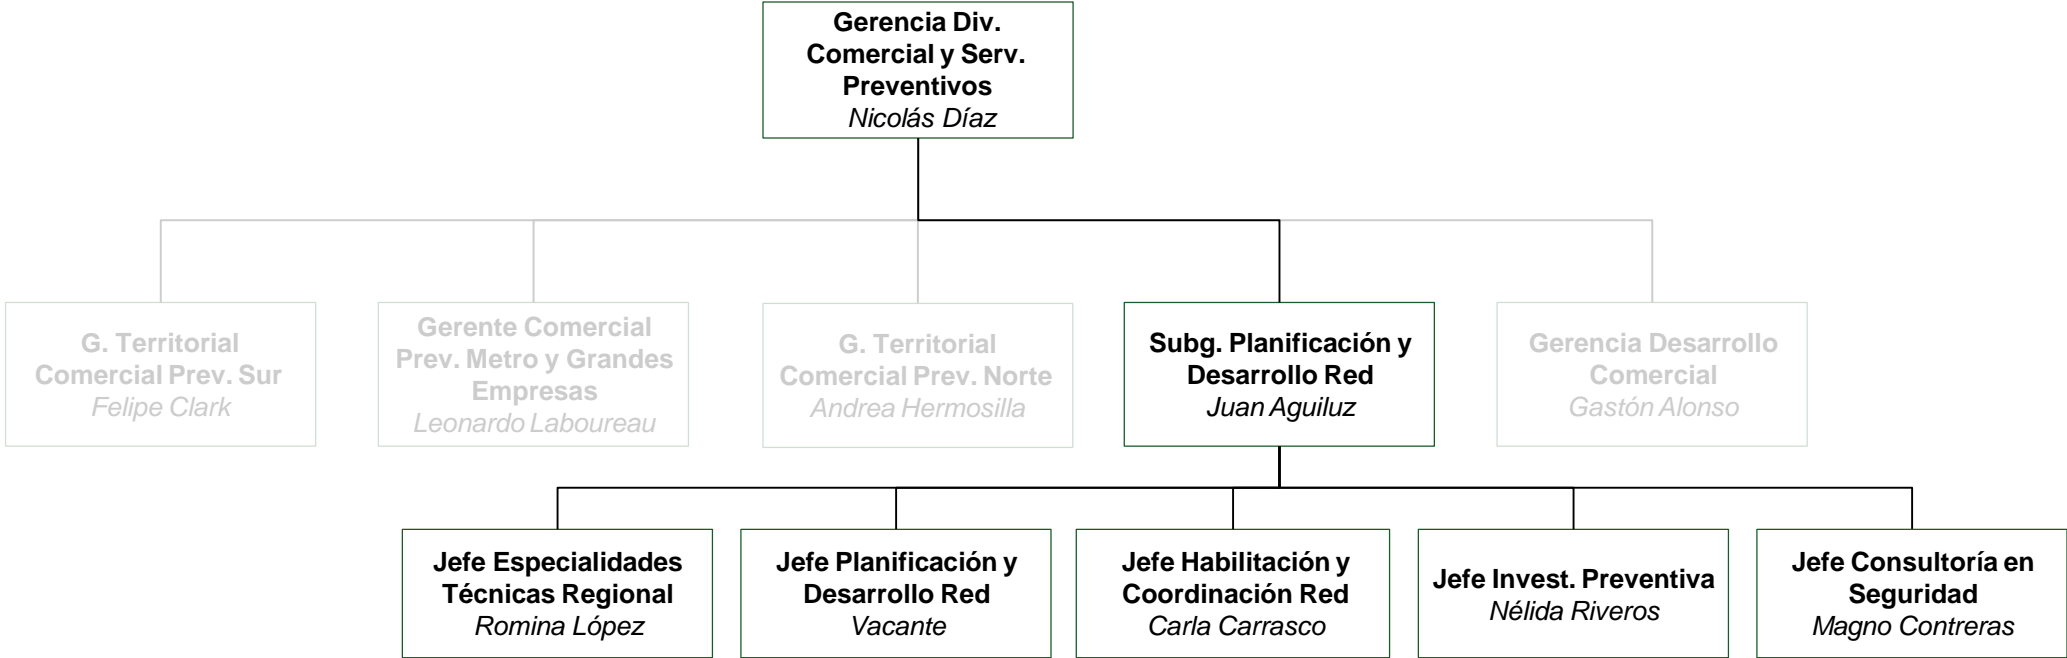 Gerencia Div.
Comercial y Serv.
Preventivos
Nicolás Díaz
G. Territorial
Comercial Prev. Sur
Felipe Clark
Gerente Comercial
Prev. Metro y Grandes
Empresas
Leonardo Laboureau
G. Territorial
Comercial Prev. Norte
Andrea Hermosilla
Subg. Planificación y
Desarrollo Red
Juan Aguiluz
Gerencia Desarrollo
Comercial
Gastón Alonso
Jefe Especialidades
Técnicas Regional
Romina López
Jefe Planificación y
Desarrollo Red
Vacante
Jefe Habilitación y
Coordinación Red
Carla Carrasco
Jefe Invest. Preventiva
Nélida Riveros
Jefe Consultoría en
Seguridad
Magno Contreras